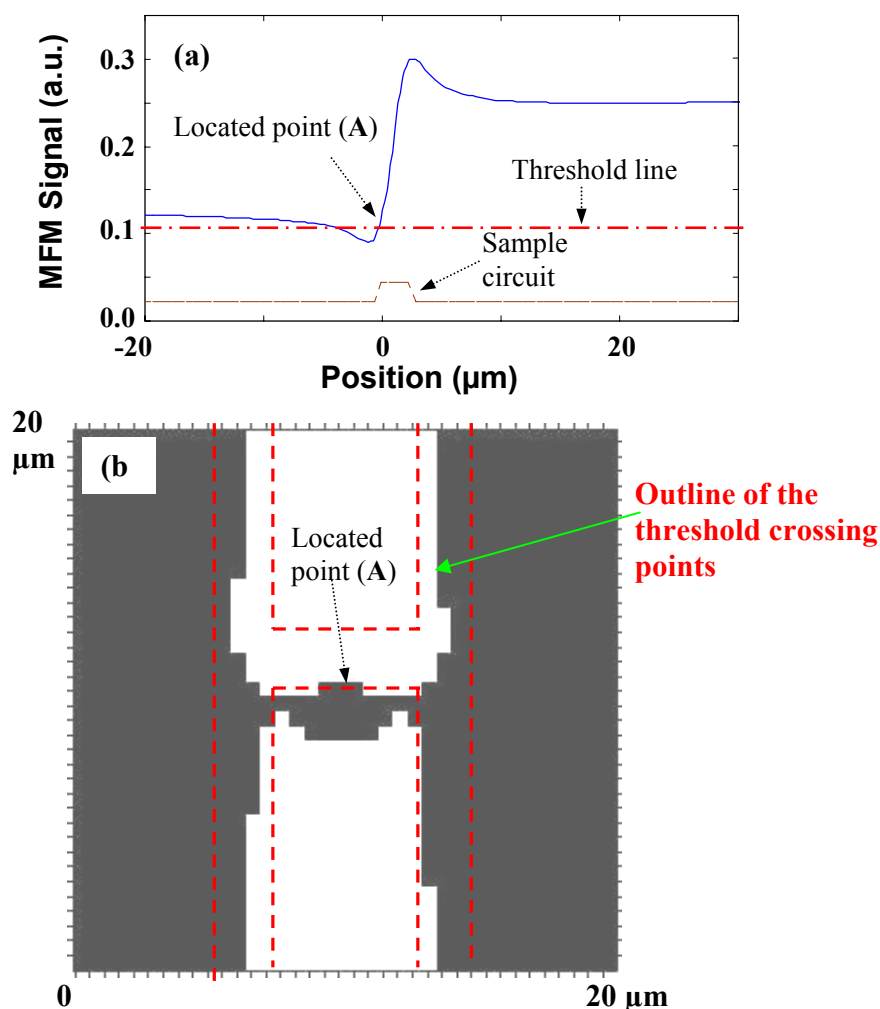 (a)
MFM Signal (a.u.)
0.3
0.2
0.1
0.0
Located point (A)
Threshold line
Sample
circuit
-20
0
20
Position (µm)
20
µm
(b
Located
point (A)
Outline of the
threshold crossing
points
0
20 µm